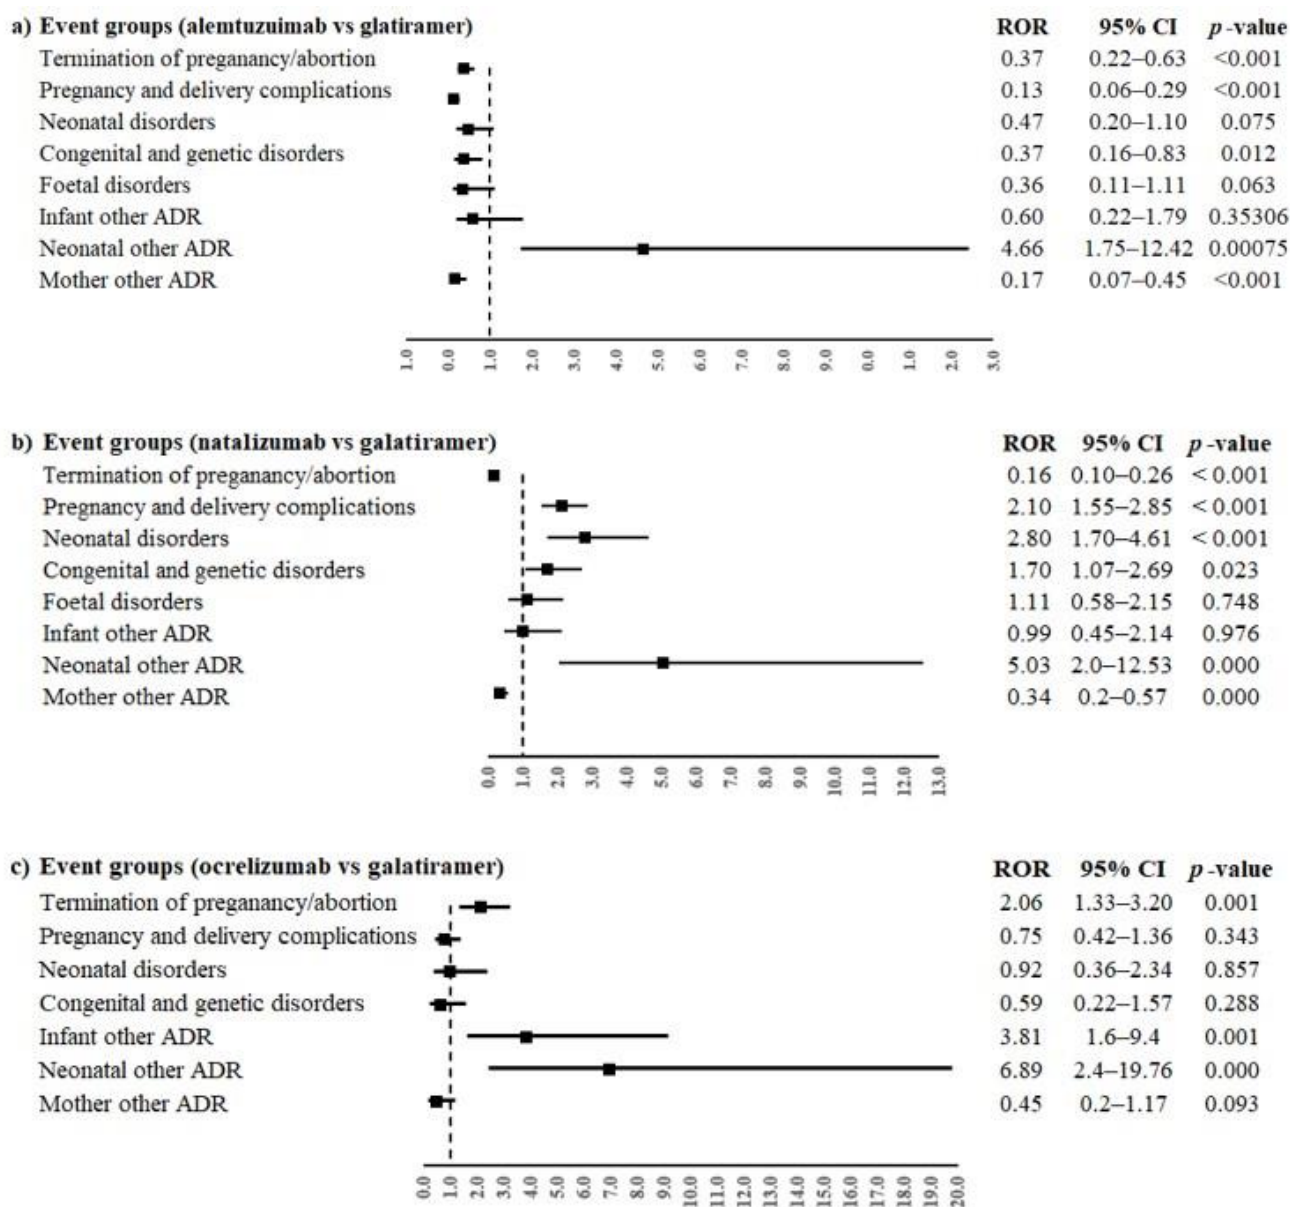 a) Event groups (alemtuzuimab vs glatiramer) ROR 95% CI p-value
Termination of preganancy/abortion 0.37 0.22–0.63 <0.001
Pregnancy and delivery complications 0.13 0.06–0.29 <0.001
Neonatal disorders 0.47 0.20–1.10 0.075
Congenital and genetic disorders 0.37 0.16–0.83 0.012
Foetal disorders 0.36 0.11–1.11 0.063
Infant other ADR 0.60 0.22–1.79 0.35306
Neonatal other ADR 4.66 1.75–12.42 0.00075
Mother other ADR 0.17 0.07–0.45 <0.001
1.0 0.0 1.0 2.0 3.0 4.0 5.0 6.0 7.0 8.0 9.0 0.0 1.0 3.0
b) Event groups (natalizumab vs galatiramer) ROR 95% CI p-value
Termination of preganancy/abortion 0.16 0.10–0.26 < 0.001
Pregnancy and delivery complications 2.10 1.55–2.85 < 0.001
Neonatal disorders 2.80 1.70–4.61 < 0.001
Congenital and genetic disorders 1.70 1.07–2.69 0.023
Foetal disorders 1.11 0.58–2.15 0.748
Infant other ADR 0.99 0.45–2.14 0.976
Neonatal other ADR 5.03 2.0–12.53 0.000
Mother other ADR 0.34 0.2–0.57 0.000
0.0 1.0 2.0 3.0 4.0 5.0 6.0 7.0 8.0 9.0 10.0 11.0 12.0 13.0
c) Event groups (ocrelizumab vs galatiramer) ROR 95% CI p-value
Termination of preganancy/abortion 2.06 1.33–3.20 0.001
Pregnancy and delivery complications 0.75 0.42–1.36 0.343
Neonatal disorders 0.92 0.36–2.34 0.857
Congenital and genetic disorders 0.59 0.22–1.57 0.288
Infant other ADR 3.81 1.6–9.4 0.001
Neonatal other ADR 6.89 2.4–19.76 0.000
Mother other ADR 0.45 0.2–1.17 0.093
0.0 1.0 2.0 3.0 4.0 5.0 6.0 7.0 8.0 9.0 10.0 11.0 12.0 13.0 14.0 15.0 16.0 17.0 18.0 19.0 20.0